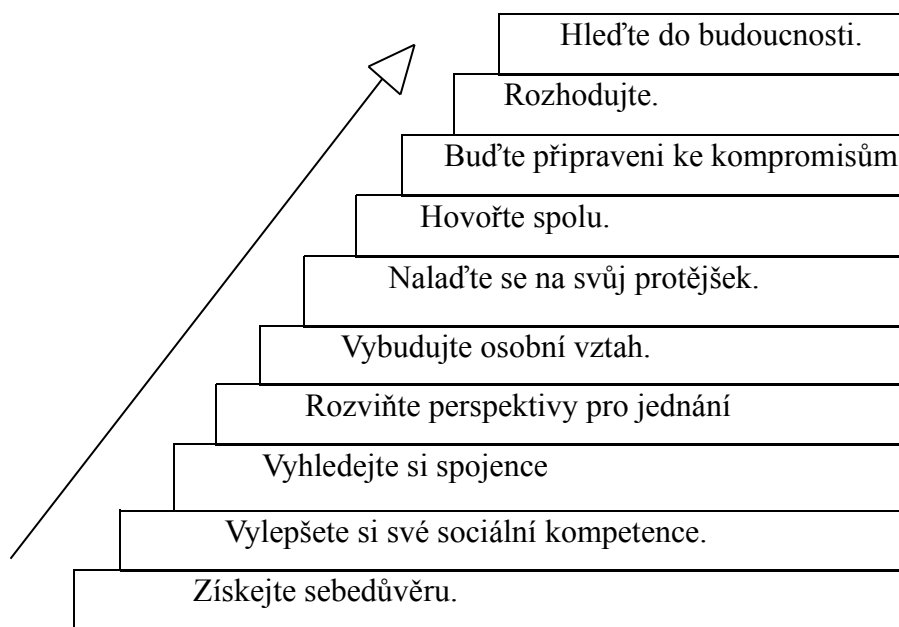 Hleďte do budoucnosti.
Rozhodujte.
Buďte připraveni ke kompromisům
Hovořte spolu.
Nalaďte se na svůj protějšek.
Vybudujte osobní vztah.
Rozviňte perspektivy pro jednání
Vyhledejte si spojence
Vylepšete si své sociální kompetence.
Získejte sebedůvěru.